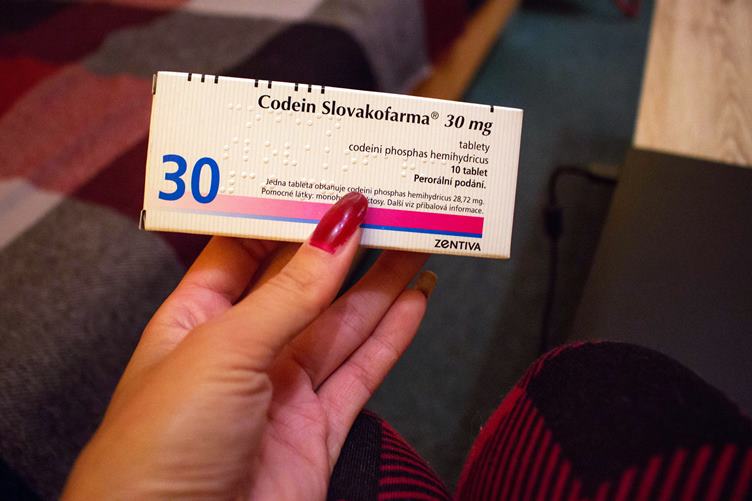 Codein Slovakofarma® 30 mg
tablety
codeini phosphas hemihydricus
10 tablet
Perorální podání.
30
Jedna tableta obsahuje codeini phosphas hemihydricus 28,72 mg.
Pomocné látky: ktosy. Další viz příbalová informace.
ZENTIVA